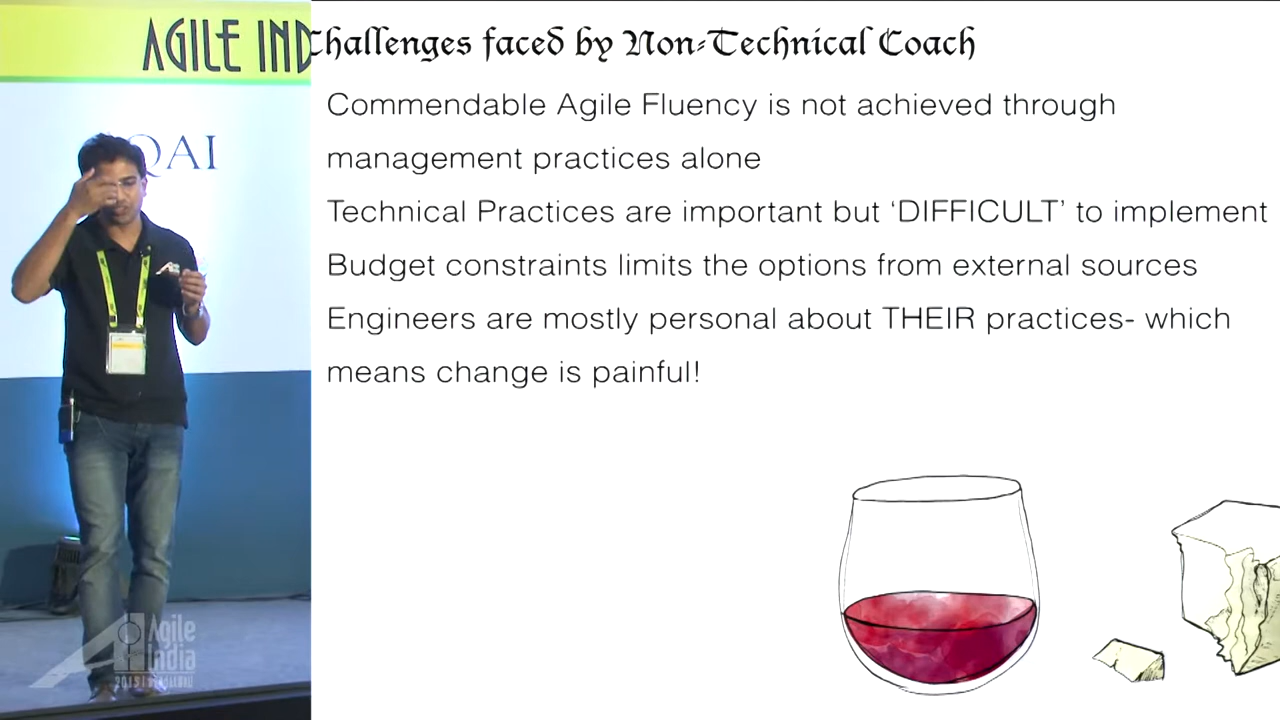 AGILE IND
Challenges faced by Non-Technical Coach
QAI
Commendable Agile Fluency is not achieved through
management practices alone
Technical Practices are important but ‘DIFFICULT’ to implement
Budget constraints limits the options from external sources
Engineers are mostly personal about THEIR practices- which
means change is painful!
Agile
India
2015